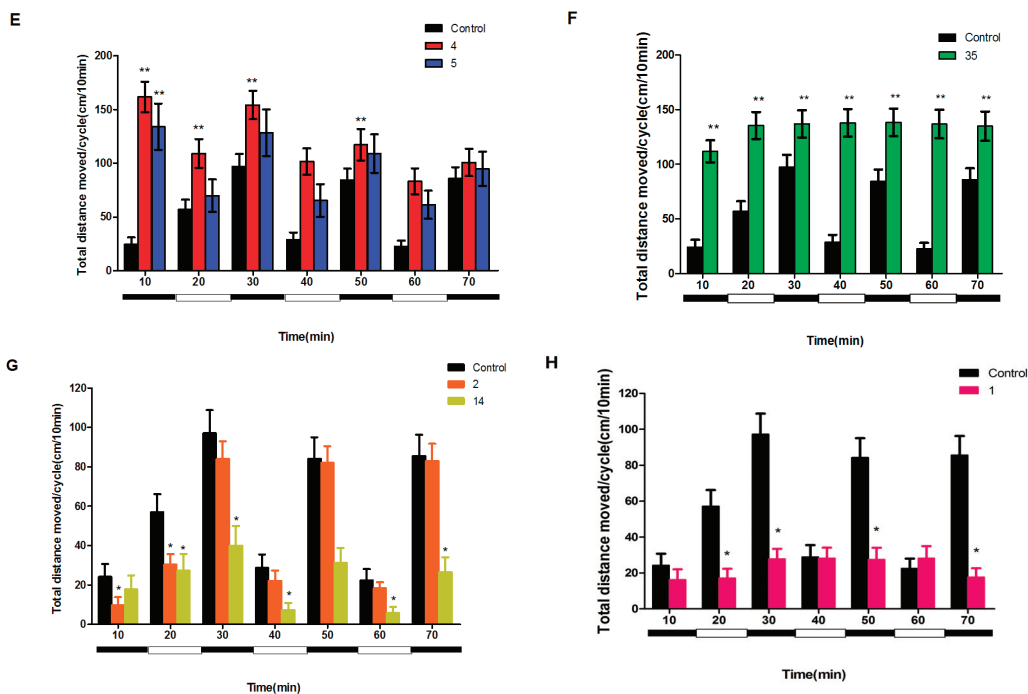 E
Control
4
5
Total distance moved/cycle(cm/10min)
200
150
100
50
0
** ** ** ** **
10 20 30 40 50 60 70
Time(min)
F
Control
35
Total distance moved/cycle(cm/10min)
200
150
100
50
0
** ** ** ** ** ** **
10 20 30 40 50 60 70
Time(min)
G
Control
2
14
Total distance moved/cycle(cm/10min)
120
100
80
60
40
20
0
* * * * * * *
10 20 30 40 50 60 70
Time(min)
H
Control
1
Total distance moved/cycle(cm/10min)
120
100
80
60
40
20
0
* * * *
10 20 30 40 50 60 70
Time(min)